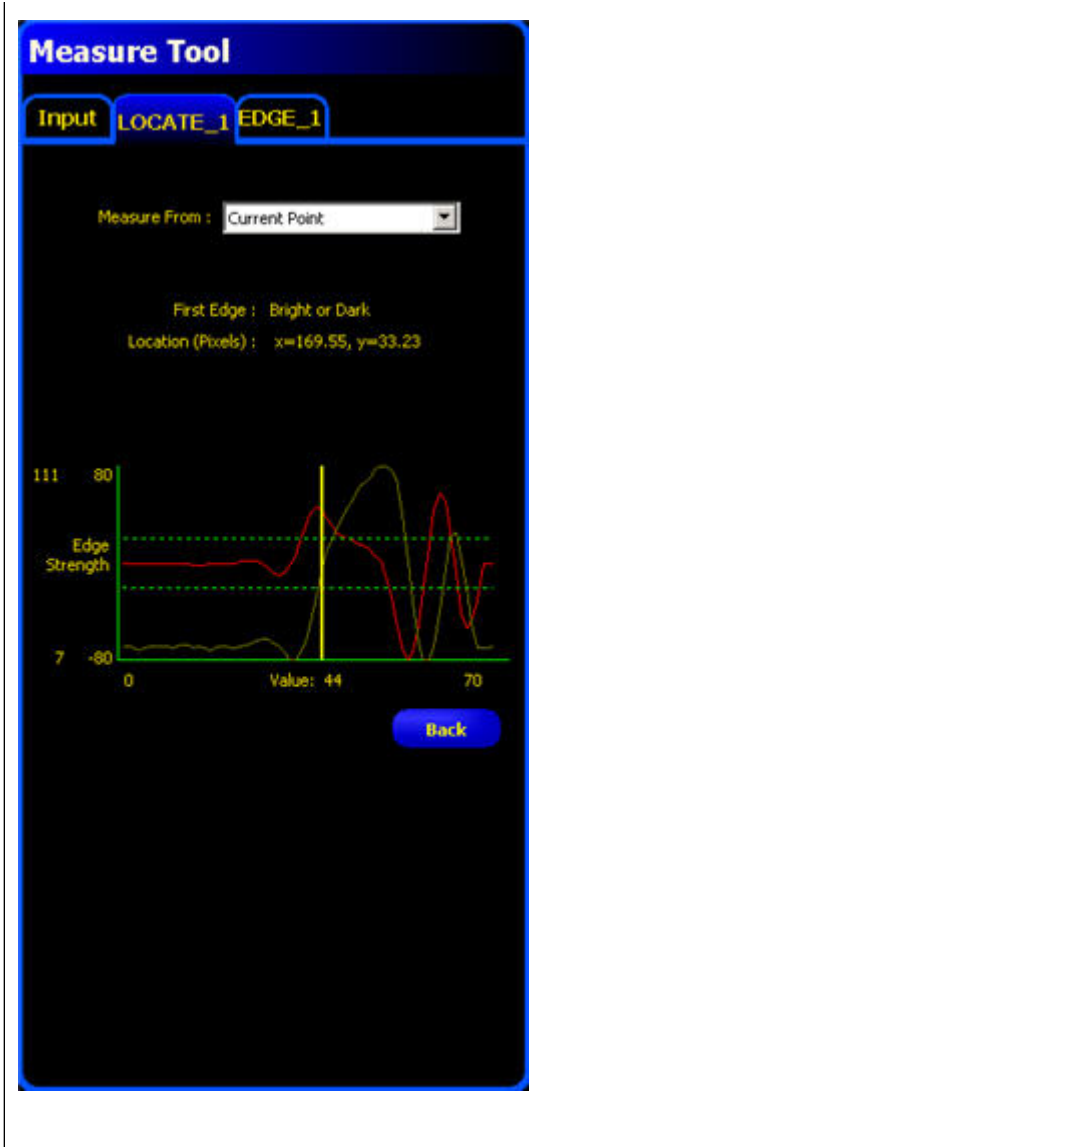 Measure Tool
Input LOCATE_1 EDGE_1
Measure From : Current Point
First Edge : Bright or Dark
Location (Pixels) : x=169.55, y=33.23
111 80
Edge
Strength
7 -80
0 Value: 44 70
Back